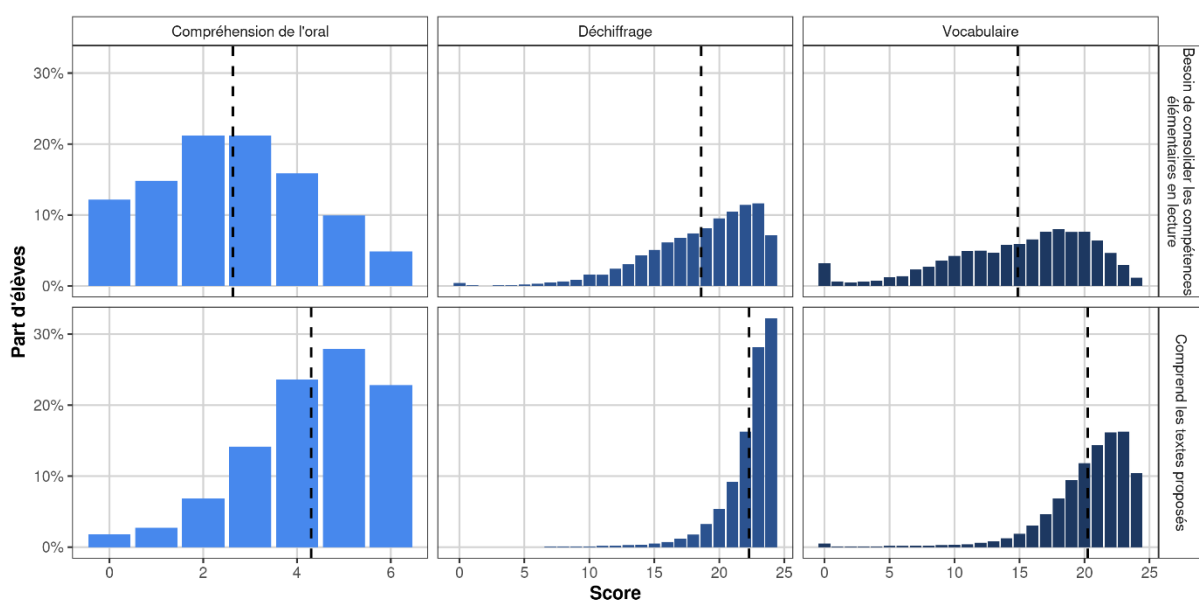 Compréhension de l'oral
Déchiffrage
Vocabulaire
Part d'élèves
30%
20%
10%
0%
Besoin de consolider les compétences
élémentaires en lecture
30%
20%
10%
0%
Comprend les textes proposés
0 2 4 6
0 5 10 15 20 25
0 5 10 15 20 25
Score